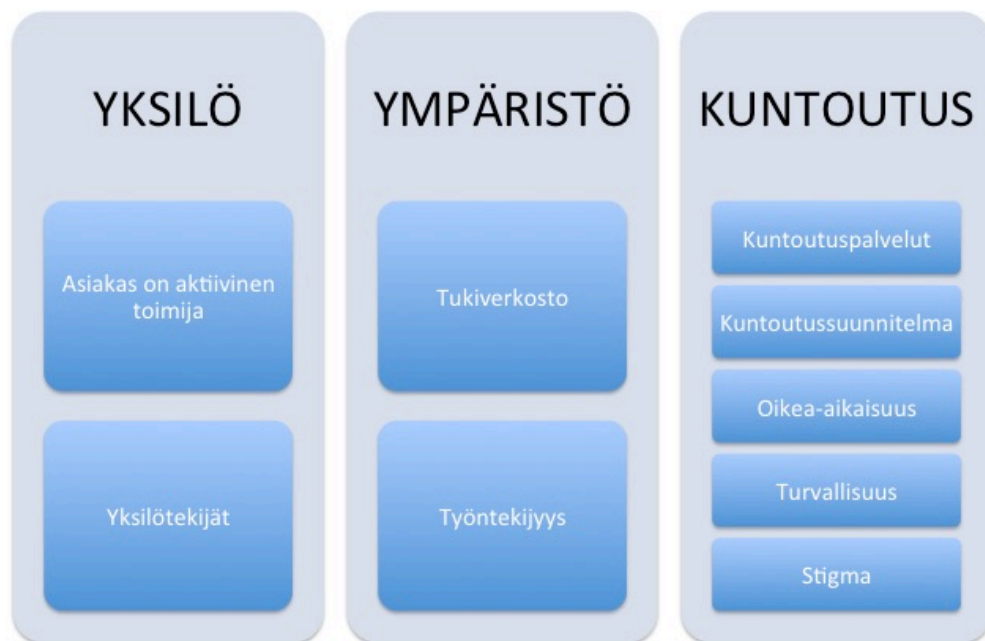 YKSILÖ
Asiakas on aktiivinen
toimija
Yksilötekijät
YMPÄRISTÖ
Tukiverkosto
Työntekijyys
KUNTOUTUS
Kuntoutuspalvelut
Kuntoutussuunnitelma
Oikea-aikaisuus
Turvallisuus
Stigma